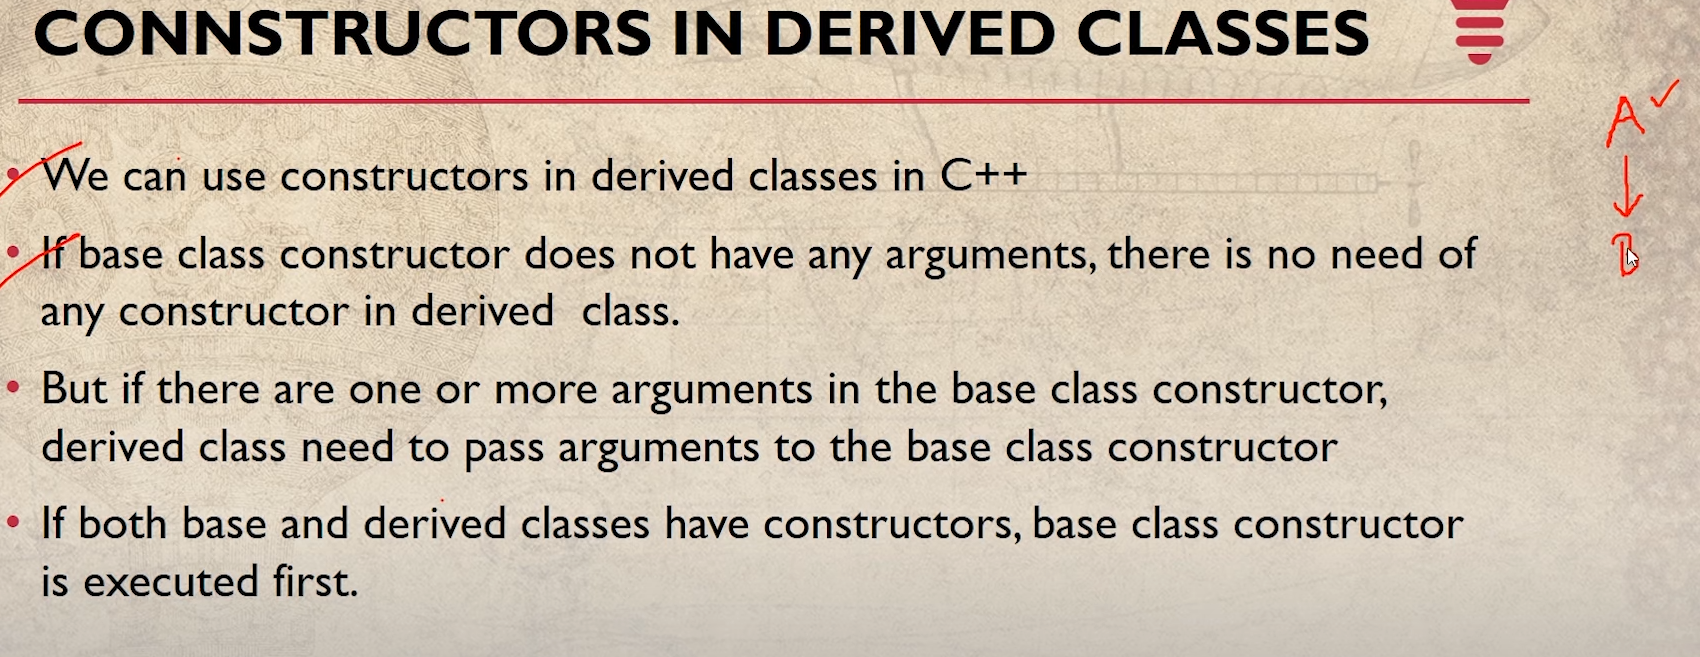 CONNSTRUCTORS IN DERIVED CLASSES
A
• We can use constructors in derived classes in C++
• If base class constructor does not have any arguments, there is no need of
B
any constructor in derived class.
• But if there are one or more arguments in the base class constructor,
derived class need to pass arguments to the base class constructor
• If both base and derived classes have constructors, base class constructor
is executed first.